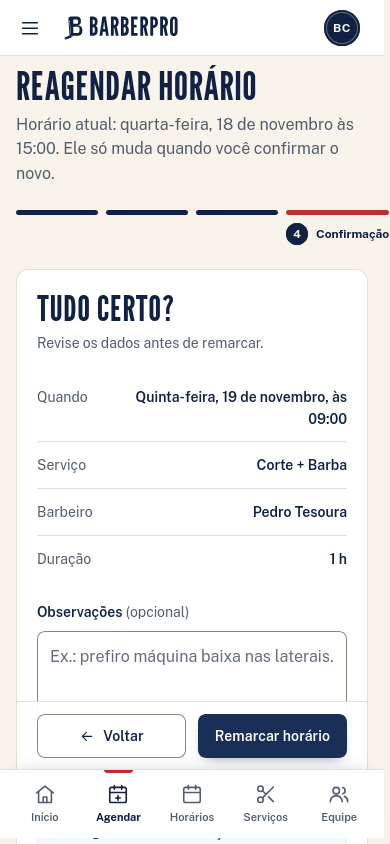 BARBERPRO
BC
REAGENDAR HORÁRIO
Horário atual: quarta-feira, 18 de novembro às
15:00. Ele só muda quando você confirmar o
novo.
4 Confirmação
TUDO CERTO?
Revise os dados antes de remarcar.
Quando Quinta-feira, 19 de novembro, às
09:00
Serviço Corte + Barba
Barbeiro Pedro Tesoura
Duração 1 h
Observações (opcional)
Ex.: prefiro máquina baixa nas laterais.
← Voltar Remarcar horário
Início Agendar Horários Serviços Equipe